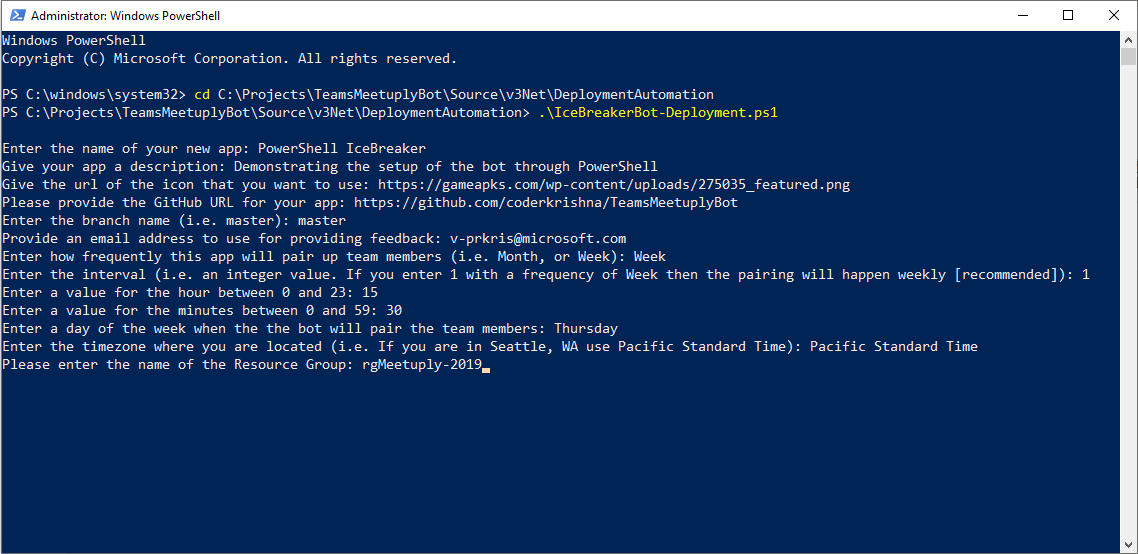 Administrator: Windows PowerShell
Windows PowerShell
Copyright (C) Microsoft Corporation. All rights reserved.
PS C:\windows\system32> cd C:\Projects\TeamsMeetuplyBot\Source\v3Net\DeploymentAutomation
PS C:\Projects\TeamsMeetuplyBot\Source\v3Net\DeploymentAutomation> .\IceBreakerBot-Deployment.ps1
Enter the name of your new app: PowerShell IceBreaker
Give your app a description: Demonstrating the setup of the bot through PowerShell
Give the url of the icon that you want to use: https://gameapks.com/wp-content/uploads/275035_featured.png
Please provide the GitHub URL for your app: https://github.com/coderkrishna/TeamsMeetuplyBot
Enter the branch name (i.e. master): master
Provide an email address to use for providing feedback: v-prkris@microsoft.com
Enter how frequently this app will pair up team members (i.e. Month, or Week): Week
Enter the interval (i.e. an integer value. If you enter 1 with a frequency of Week then the pairing will happen weekly [recommended]): 1
Enter a value for the hour between 0 and 23: 15
Enter a value for the minutes between 0 and 59: 30
Enter a day of the week when the the bot will pair the team members: Thursday
Enter the timezone where you are located (i.e. If you are in Seattle, WA use Pacific Standard Time): Pacific Standard Time
Please enter the name of the Resource Group: rgMeetuply-2019